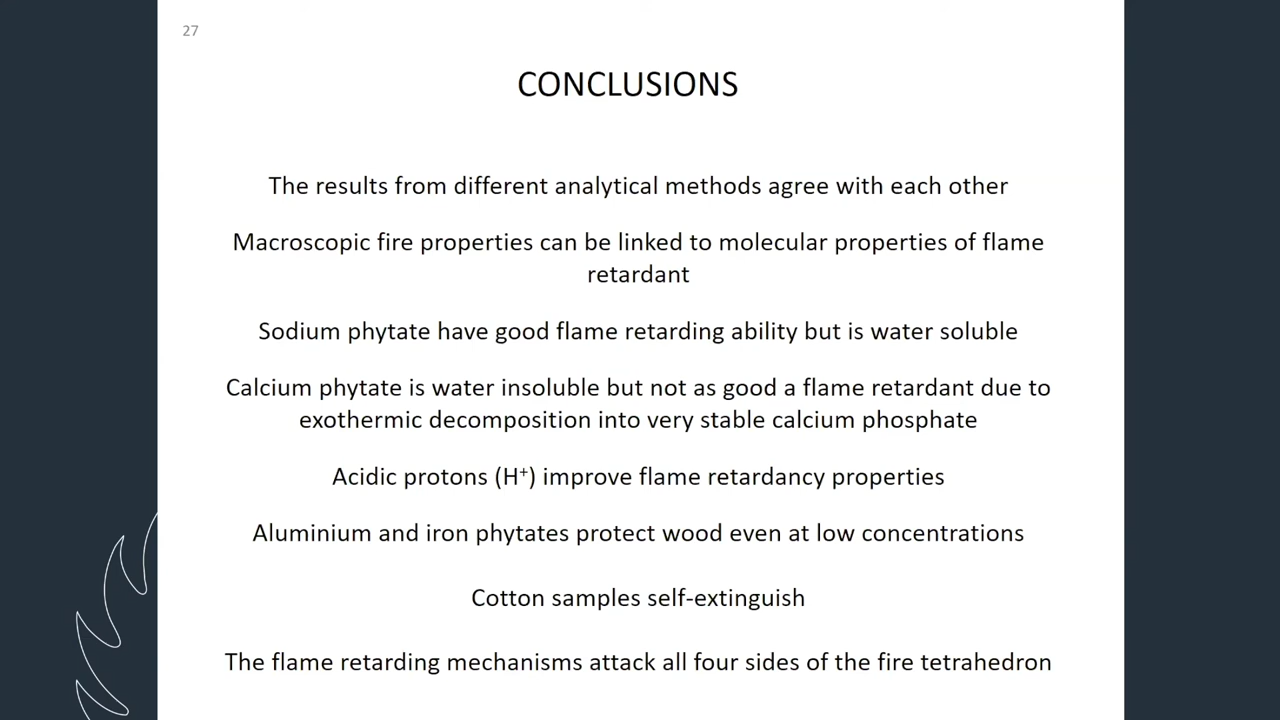 27
CONCLUSIONS
The results from different analytical methods agree with each other
Macroscopic fire properties can be linked to molecular properties of flame
retardant
Sodium phytate have good flame retarding ability but is water soluble
Calcium phytate is water insoluble but not as good a flame retardant due to
exothermic decomposition into very stable calcium phosphate
Acidic protons (H⁺) improve flame retardancy properties
Aluminium and iron phytates protect wood even at low concentrations
Cotton samples self-extinguish
The flame retarding mechanisms attack all four sides of the fire tetrahedron